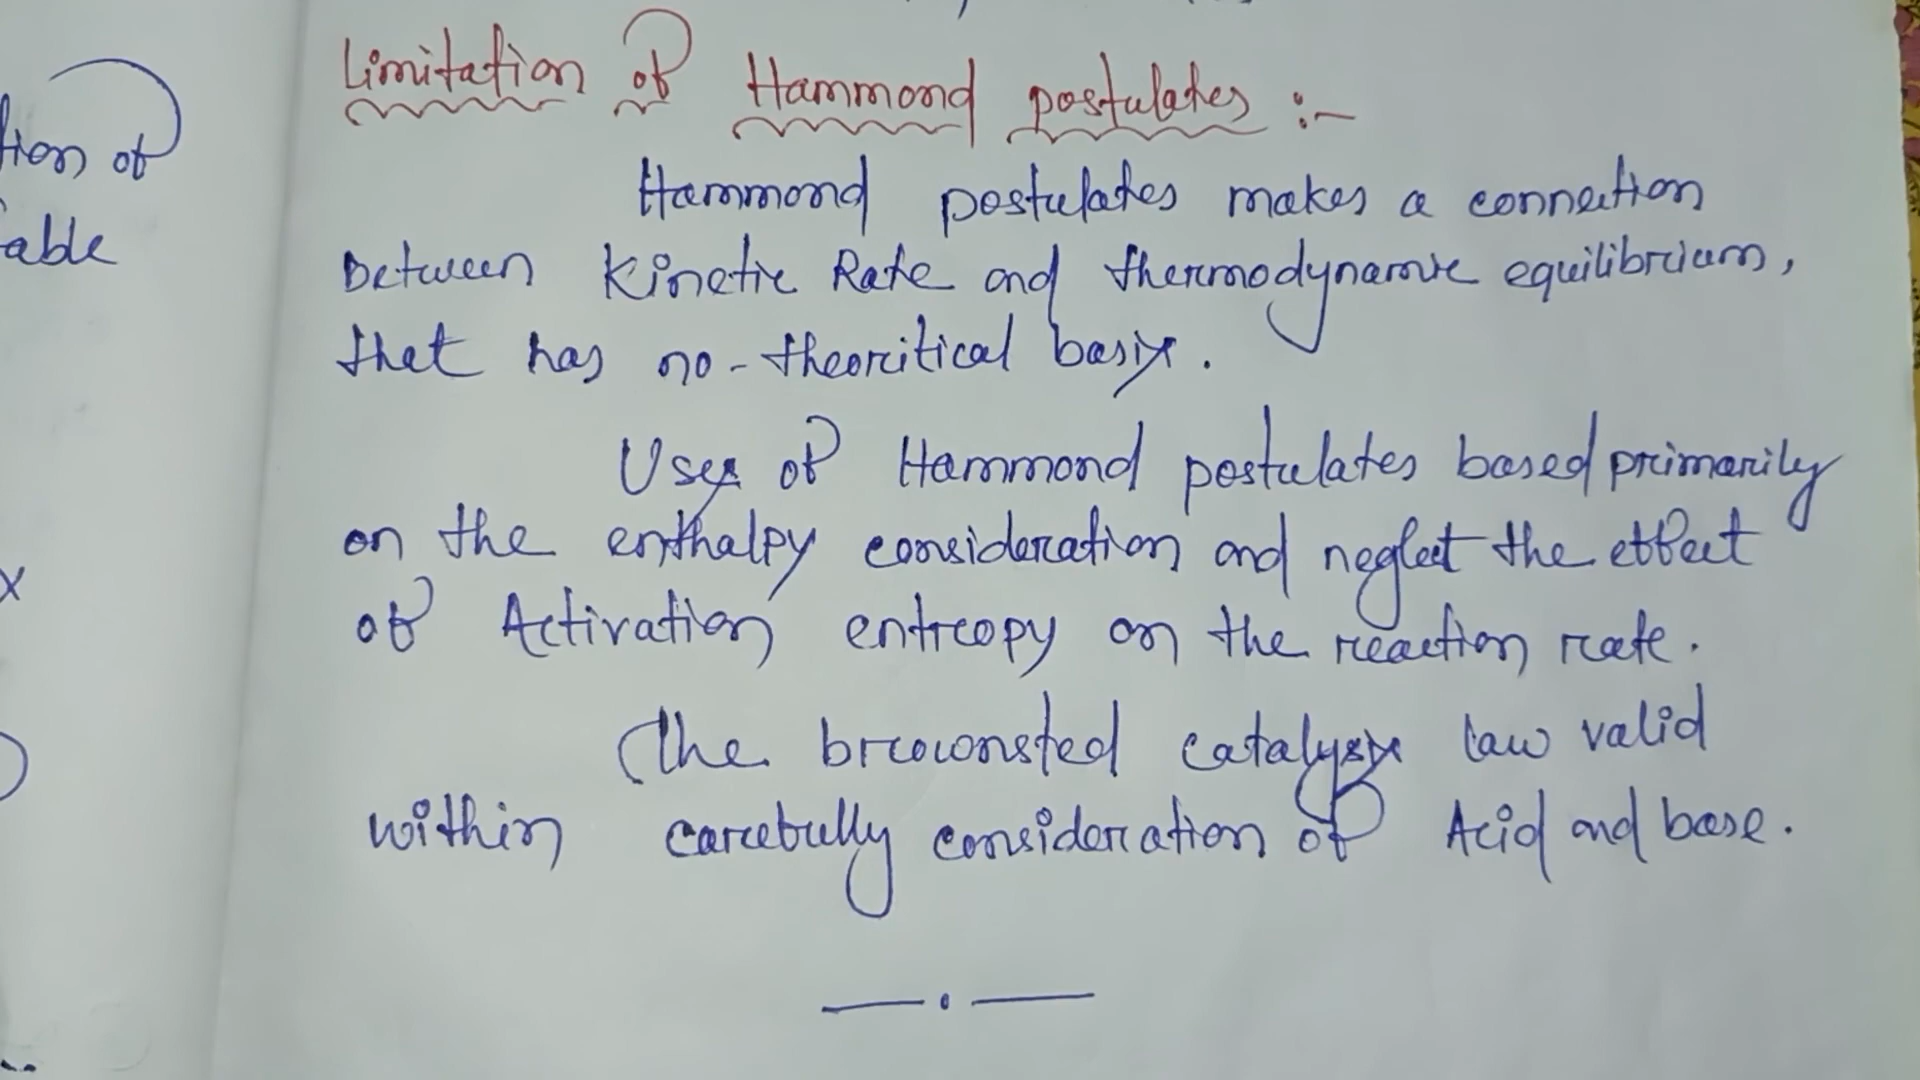 tion of
able
x
Limitation of Hammond postulates :-
Hammond postulates makes a connection
between kinetic Rate and thermodynamic equilibrium,
that has no-theoritical basis.
Uses of Hammond postulates based primarily
on the enthalpy consideration and neglect the effect
of Activation entropy on the reaction rate.
The brownsted catalysis law valid
within carefully consideration of Acid and base.